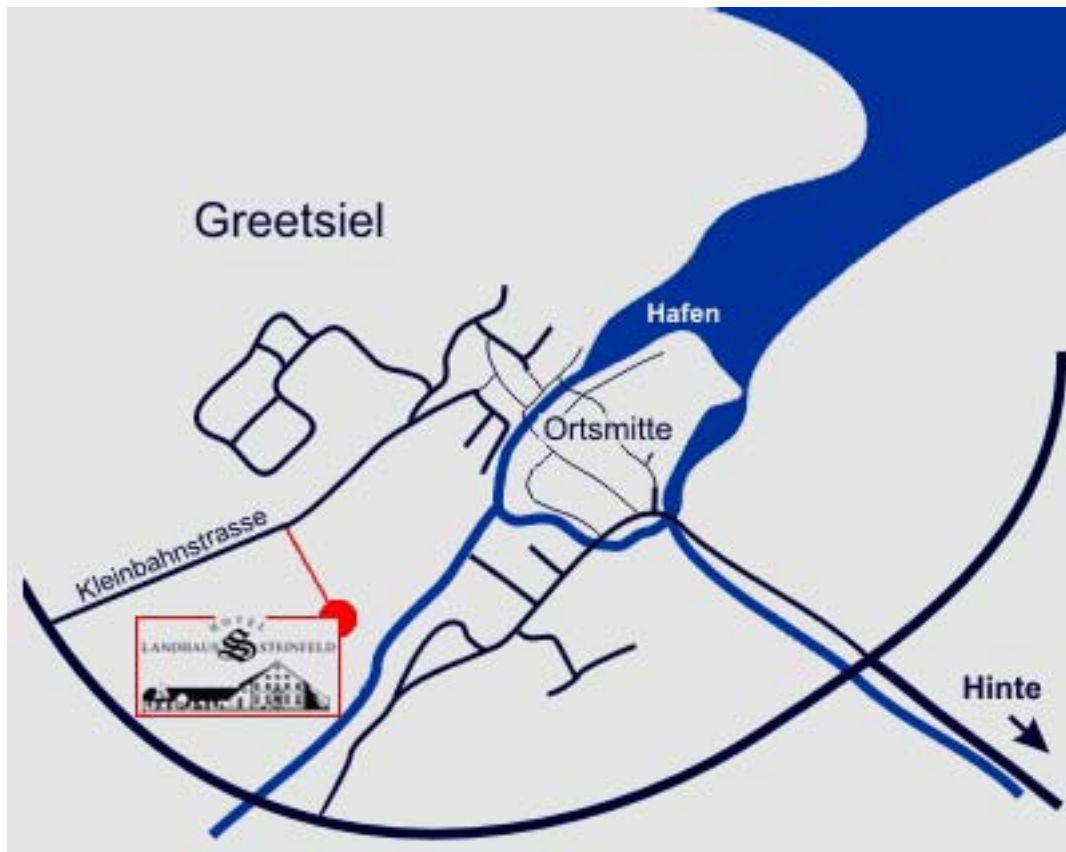 Greetsiel
Hafen
Ortsmitte
Kleinbahnstrasse
HOTEL
LANDHAUS S STEINFELD
Hinte